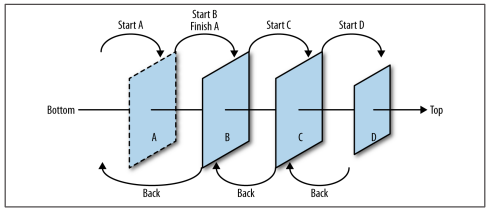 Start A
Start B
Finish A
Start C
Start D
Bottom
A
B
C
D
Top
Back
Back
Back